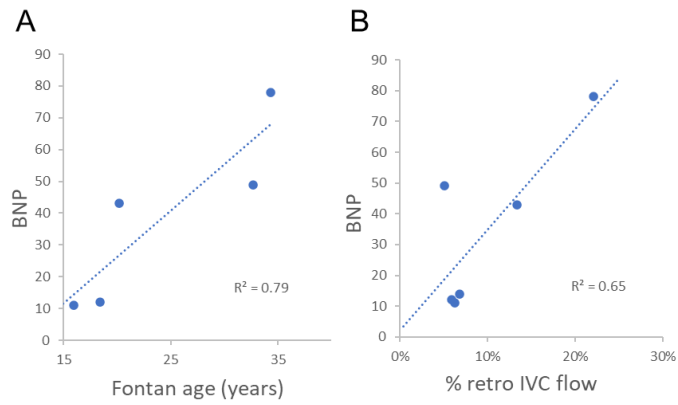 A
90
80
70
60
50
40
30
20
10
0
BNP
R² = 0.79
15 25 35
Fontan age (years)
B
90
80
70
60
50
40
30
20
10
0
BNP
R² = 0.65
0% 10% 20% 30%
% retro IVC flow